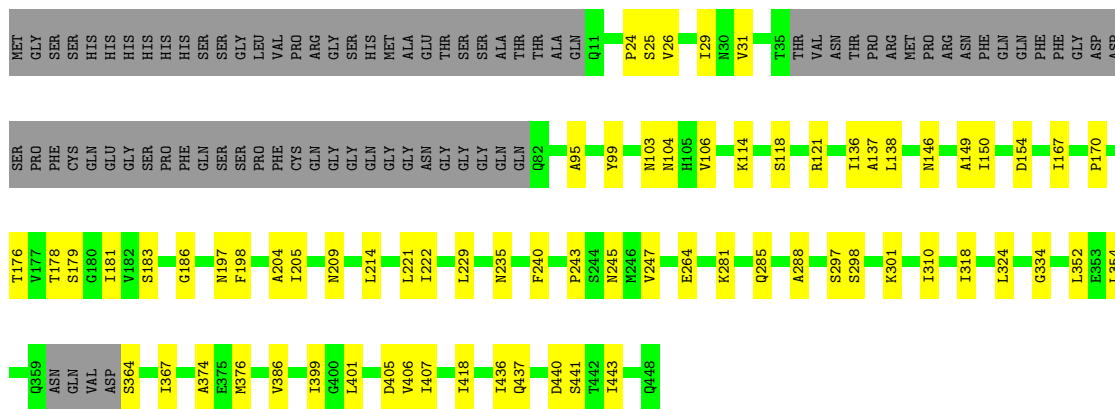 MET GLY SER SER HIS HIS HIS HIS HIS HIS SER SER GLY LEU VAL PRO ARG GLY SER HIS MET ALA GLU THR SER SER ALA THR THR ALA GLN Q11 P24 S25 V26 I29 N30 V31 T35 THR VAL ASN THR PRO ARG MET PRO ARG ASN PHE GLN GLN PHE PHE GLY ASP ASP
SER PRO PHE CYS GLN GLU GLY SER PRO PHE GLN SER SER PRO PHE CYS GLN GLY GLY GLN GLY GLY ASN GLY GLY GLY GLN GLN Q82 A95 Y99 N103 N104 H105 V106 K114 S118 R121 I136 A137 L138 N146 A149 I150 D154 I167 P170
T176 V177 T178 S179 G180 I181 V182 S183 G186 N197 F198 A204 I205 N209 L214 L221 I222 L229 N235 F240 P243 S244 N245 M246 V247 E264 K281 Q285 A288 S297 S298 K301 I310 I318 L324 G334 L352 E353 I354
Q359 ASN GLN VAL ASP S364 I367 A374 E375 M376 V386 I399 G400 L401 D405 V406 I407 I418 I436 Q437 D440 S441 T442 I443 Q448